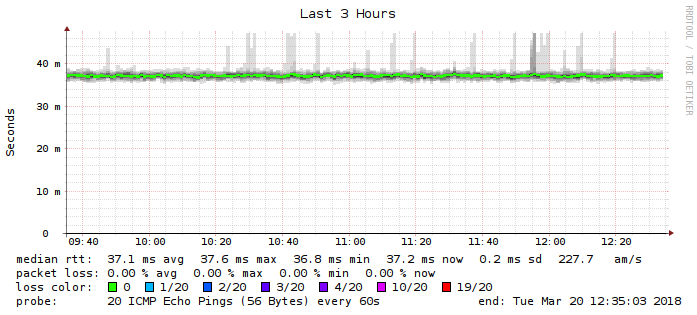 Last 3 Hours
RRDTOOL / TOBI OETIKER
Seconds
40 m
30 m
20 m
10 m
0
09:40 10:00 10:20 10:40 11:00 11:20 11:40 12:00 12:20
median rtt: 37.1 ms avg 37.6 ms max 36.8 ms min 37.2 ms now 0.2 ms sd 227.7 am/s
packet loss: 0.00 % avg 0.00 % max 0.00 % min 0.00 % now
loss color: 0 1/20 2/20 3/20 4/20 10/20 19/20
probe: 20 ICMP Echo Pings (56 Bytes) every 60s end: Tue Mar 20 12:35:03 2018